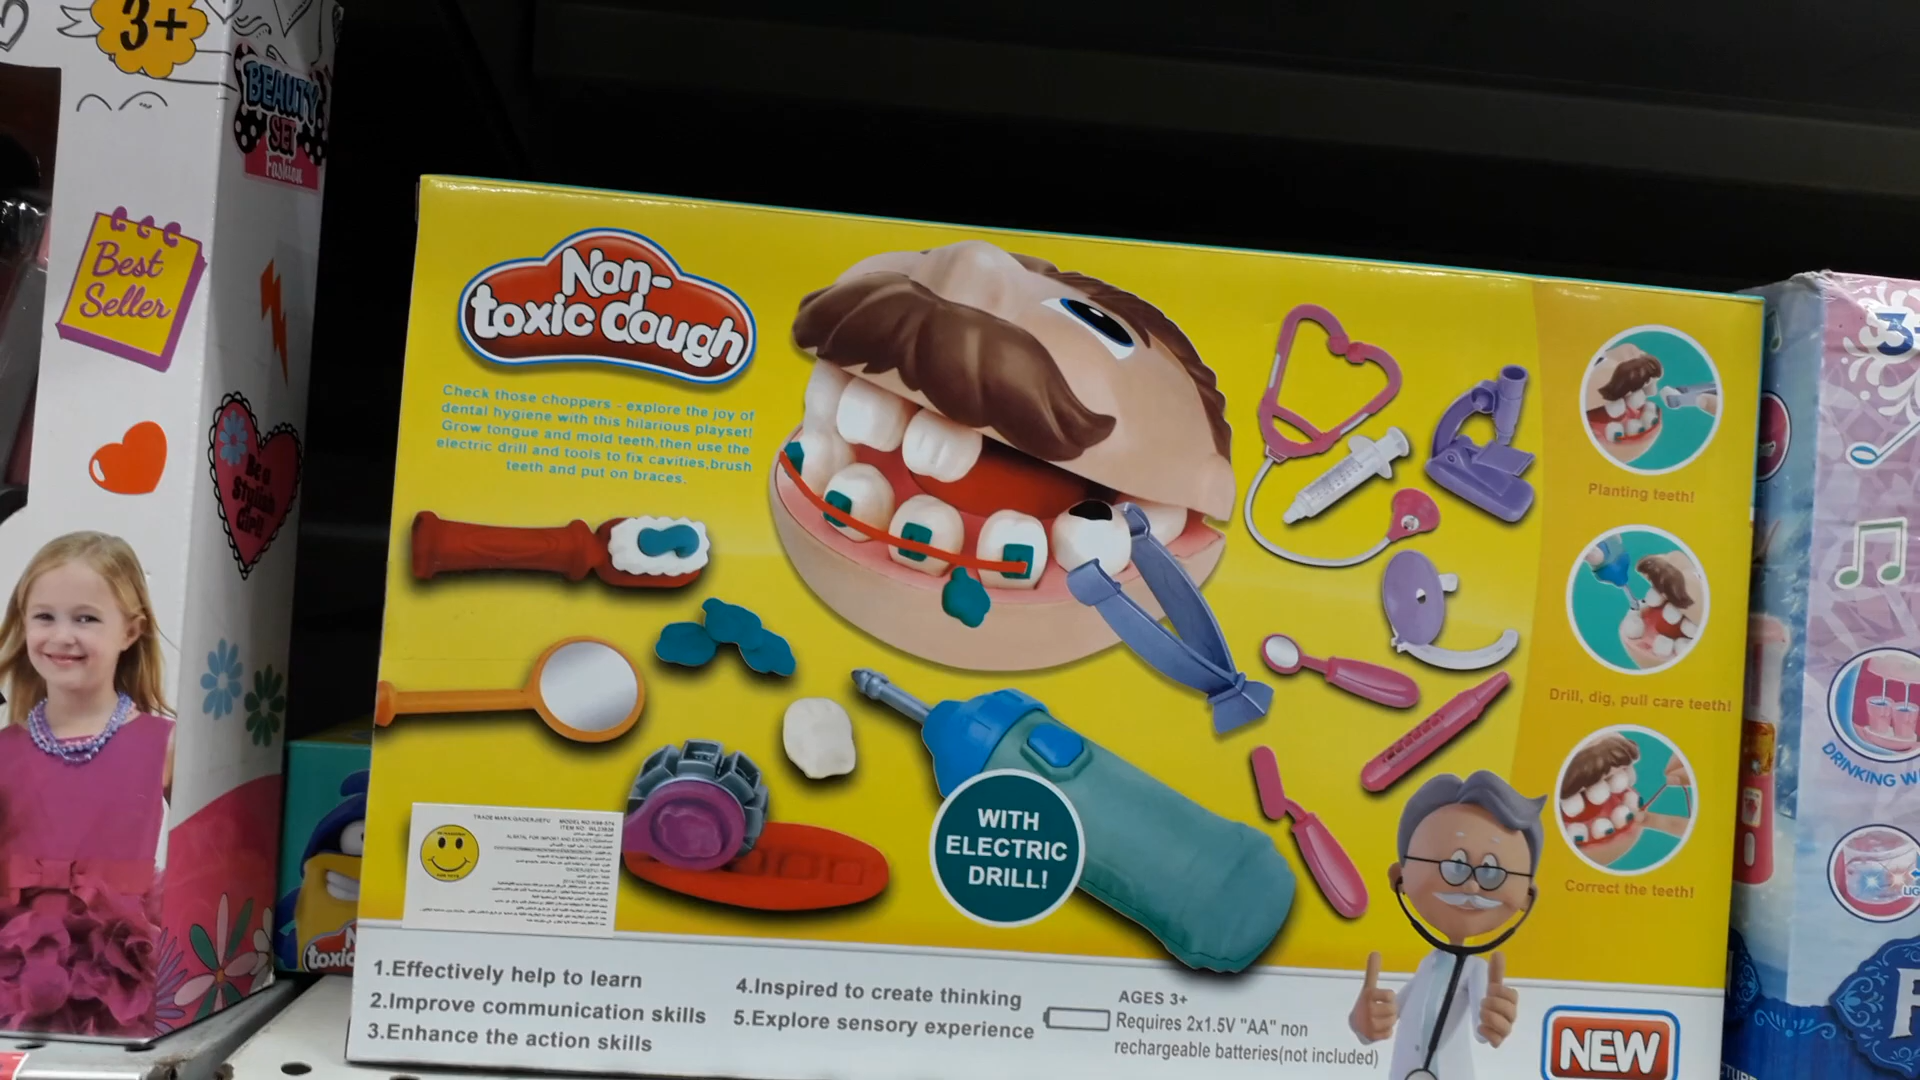 3+
BEAUTY
SET
Fashion
Best
Seller
Be a
Stylish
Girl!
Non-
toxic dough
Check those choppers - explore the joy of
dental hygiene with this hilarious playset!
Grow tongue and mold teeth,then use the
electric drill and tools to fix cavities,brush
teeth and put on braces.
Planting teeth!
Drill, dig, pull care teeth!
Correct the teeth!
WITH
ELECTRIC
DRILL!
1.Effectively help to learn
2.Improve communication skills
3.Enhance the action skills
4.Inspired to create thinking
5.Explore sensory experience
AGES 3+
Requires 2x1.5V "AA" non
rechargeable batteries(not included)
NEW
DRINKING